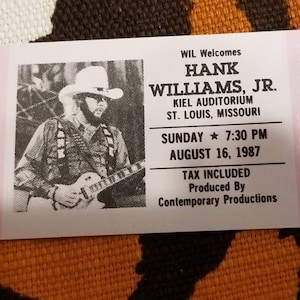 WIL Welcomes
HANK
WILLIAMS, JR.
KIEL AUDITORIUM
ST. LOUIS, MISSOURI
SUNDAY ★ 7:30 PM
AUGUST 16, 1987
TAX INCLUDED
Produced By
Contemporary Productions